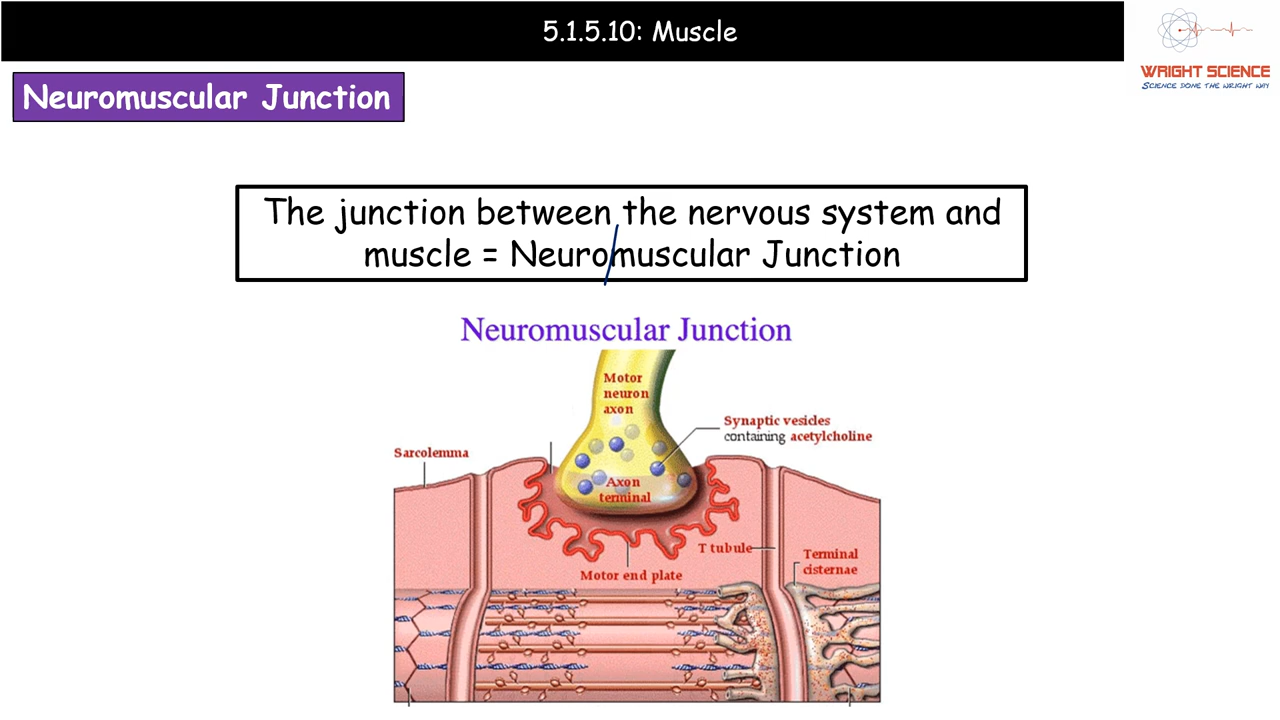 5.1.5.10: Muscle
WRIGHT SCIENCE
SCIENCE DONE THE WRIGHT WAY
Neuromuscular Junction
The junction between the nervous system and
muscle = Neuromuscular Junction
Neuromuscular Junction
Motor
neuron
axon
Synaptic vesicles
containing acetylcholine
Sarcolemma
Axon
terminal
T tubule
Terminal
cisternae
Motor end plate